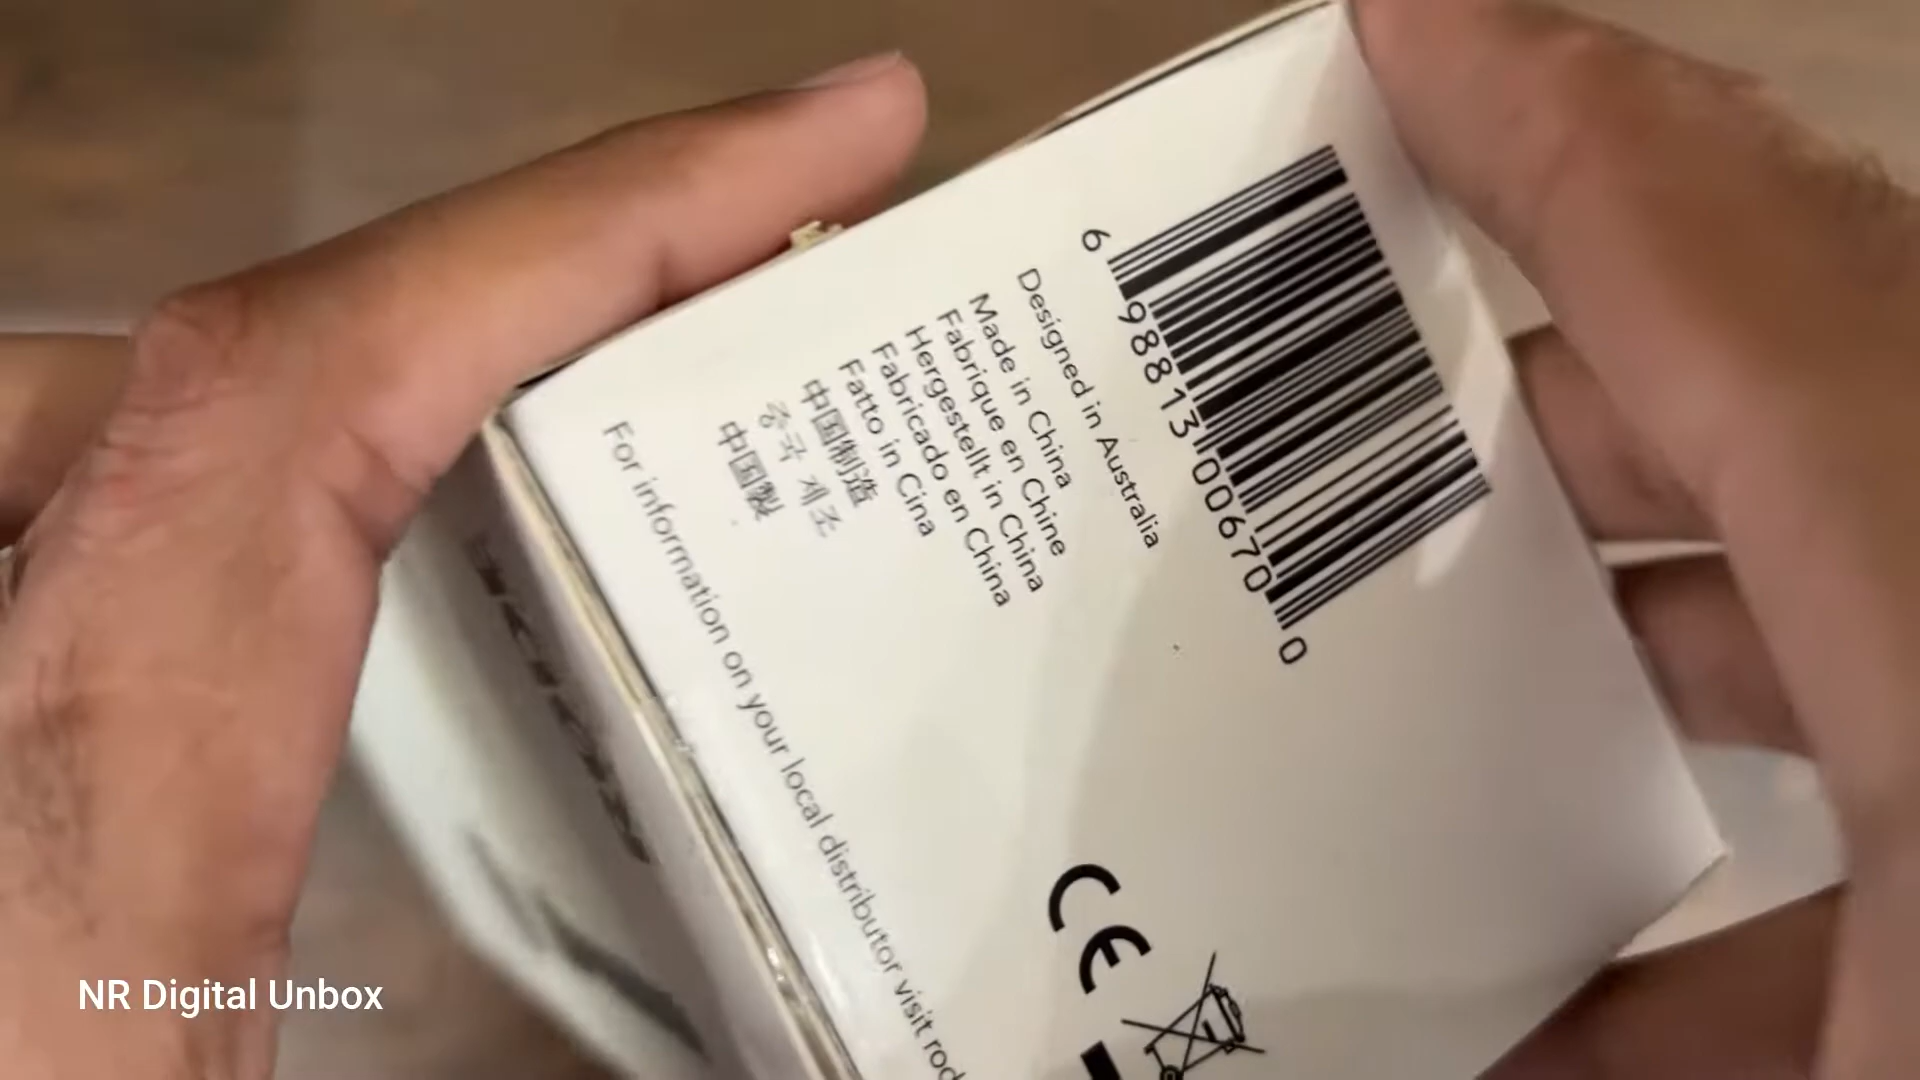 6 98813 00670 0
Designed in Australia
Made in China
Fabrique en Chine
Hergestellt in China
Fabricado en China
Fatto in Cina
中国制造
중국 제조
中国製
For information on your local distributor visit rod
CE
NR Digital Unbox